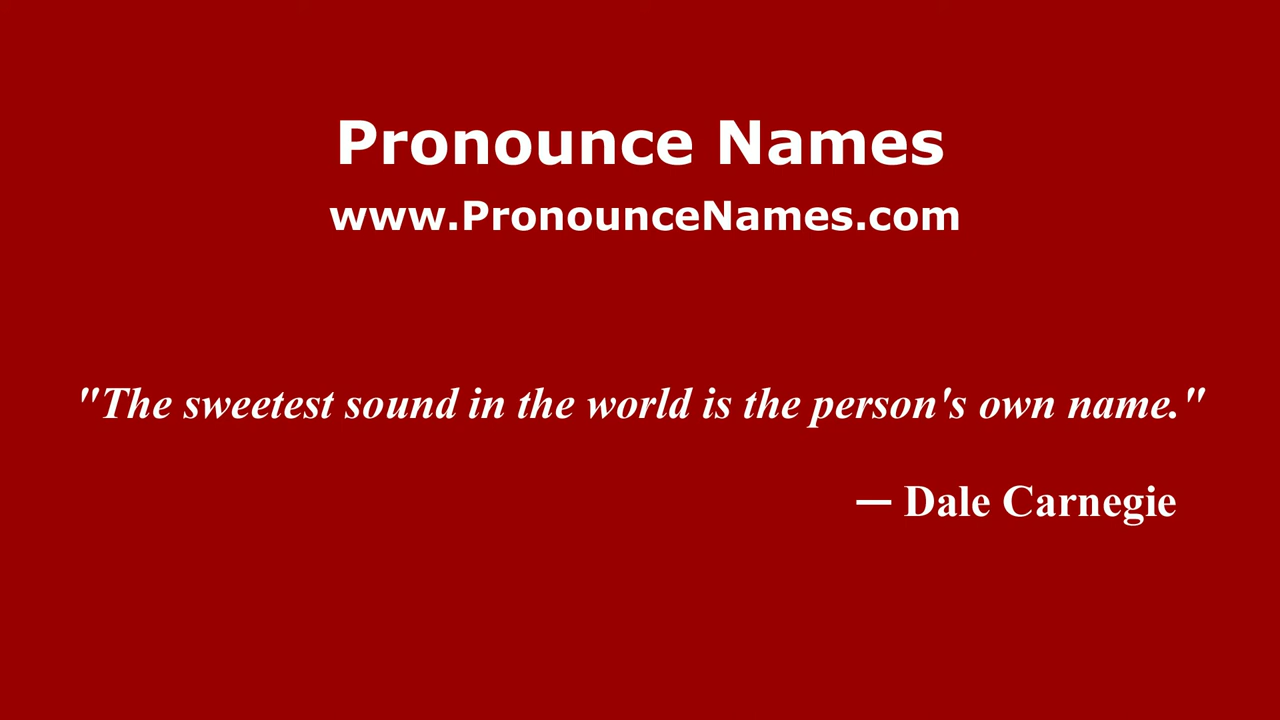 Pronounce Names
www.PronounceNames.com
"The sweetest sound in the world is the person's own name."
— Dale Carnegie